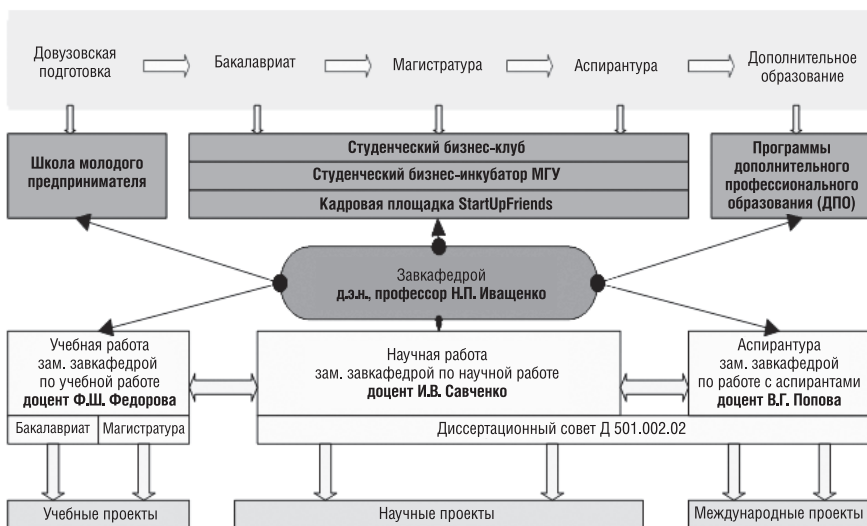 Довузовская
подготовка
Бакалавриат
Магистратура
Аспирантура
Дополнительное
образование
Школа молодого
предпринимателя
Студенческий бизнес-клуб
Студенческий бизнес-инкубатор МГУ
Кадровая площадка StartUpFriends
Программы
дополнительного
профессионального
образования (ДПО)
Завкафедрой
д.э.н., профессор Н.П. Иващенко
Учебная работа
зам. завкафедрой
по учебной работе
доцент Ф.Ш. Федорова
Научная работа
зам. завкафедрой по научной работе
доцент И.В. Савченко
Аспирантура
зам. завкафедрой
по работе с аспирантами
доцент В.Г. Попова
Бакалавриат
Магистратура
Диссертационный совет Д 501.002.02
Учебные проекты
Научные проекты
Международные проекты